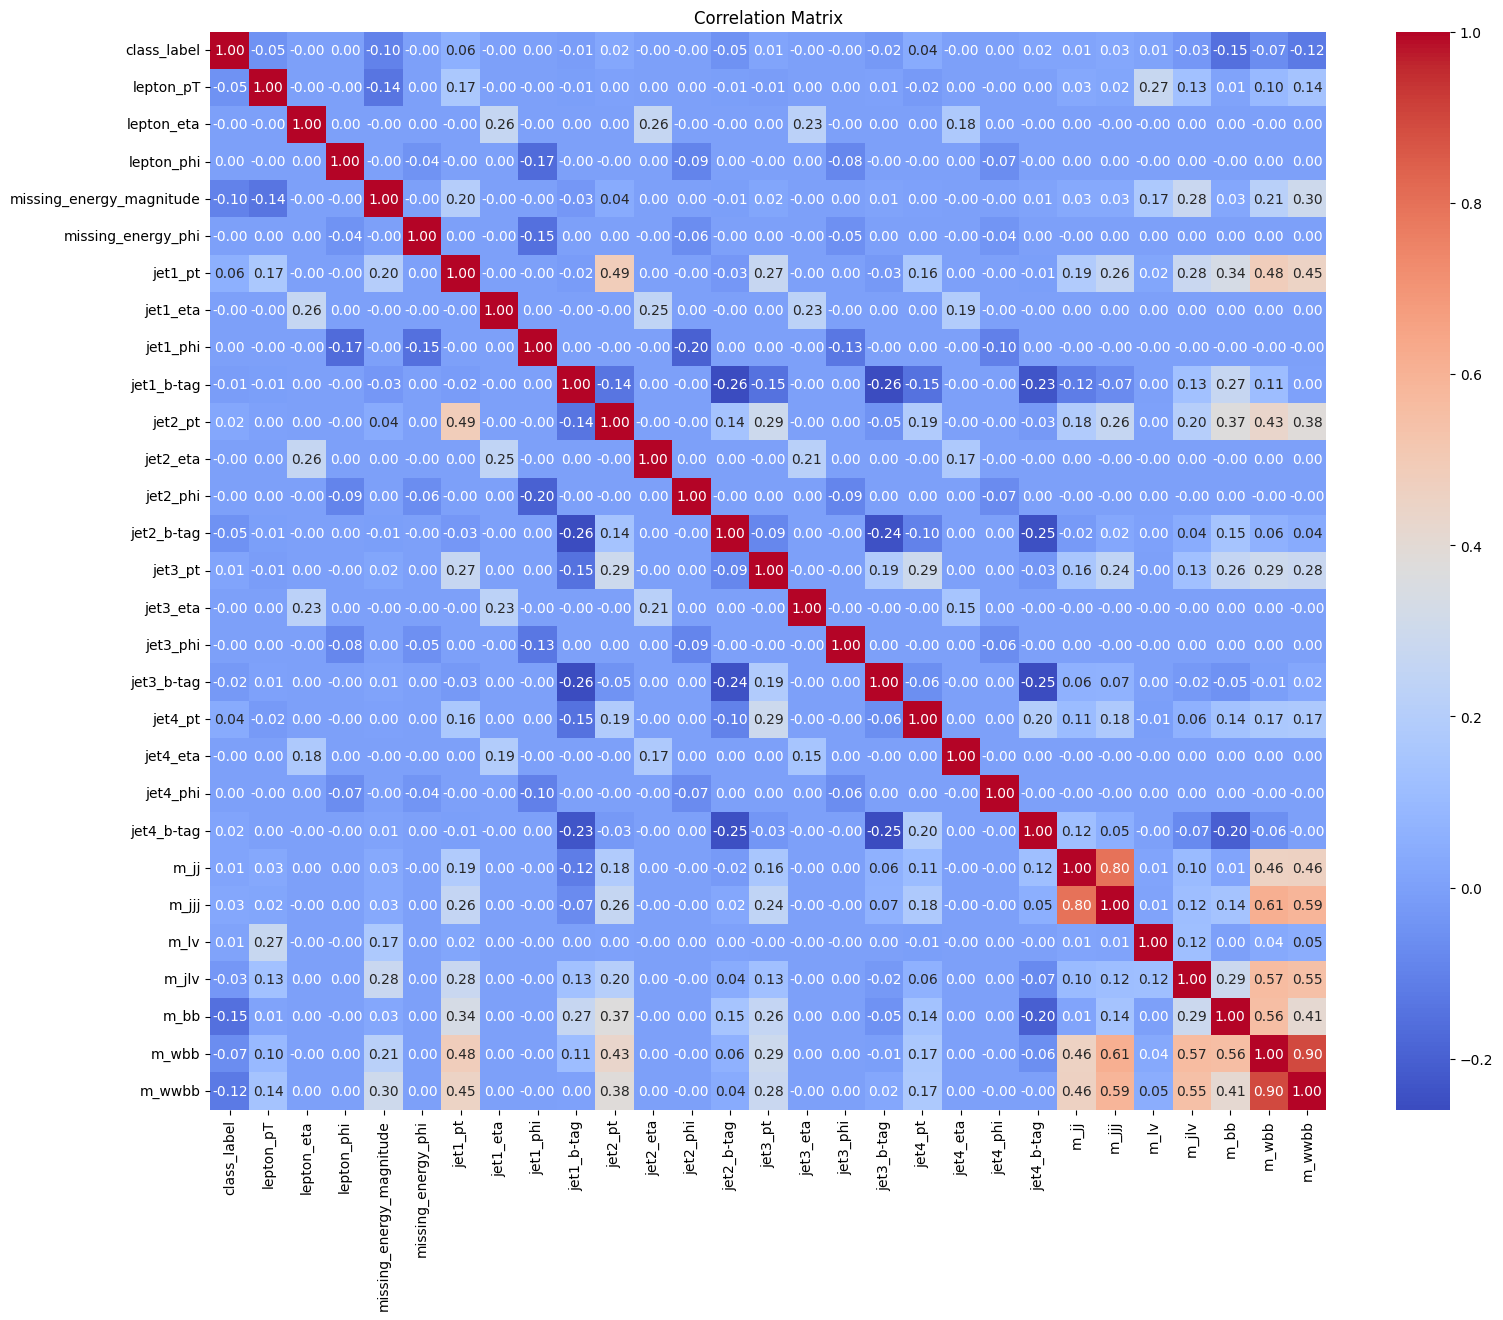 Correlation Matrix
class_label 1.00 -0.05 -0.00 0.00 -0.10 -0.00 0.06 -0.00 0.00 -0.01 0.02 -0.00 -0.00 -0.05 0.01 -0.00 -0.00 -0.02 0.04 -0.00 0.00 0.02 0.01 0.03 0.01 -0.03 -0.15 -0.07 -0.12
lepton_pT -0.05 1.00 -0.00 -0.00 -0.14 0.00 0.17 -0.00 -0.00 -0.01 0.00 0.00 0.00 -0.01 -0.01 0.00 0.00 0.01 -0.02 0.00 0.00 0.00 0.03 0.02 0.27 0.13 0.01 0.10 0.14
lepton_eta -0.00 -0.00 1.00 0.00 -0.00 0.00 -0.00 0.26 -0.00 0.00 0.00 0.26 0.00 0.00 -0.00 0.23 -0.00 0.00 0.00 0.18 0.00 -0.00 0.00 -0.00 -0.00 0.00 0.00 -0.00 0.00
lepton_phi 0.00 -0.00 0.00 1.00 -0.00 -0.04 -0.00 0.00 -0.17 -0.00 -0.00 0.00 -0.09 0.00 -0.00 0.00 -0.08 0.00 -0.00 0.00 -0.07 0.00 0.00 0.00 -0.00 0.00 -0.00 0.00 0.00
missing_energy_magnitude -0.10 -0.14 -0.00 -0.00 1.00 -0.00 0.20 -0.00 -0.00 -0.03 0.04 0.00 0.00 -0.01 0.02 -0.00 0.00 0.01 -0.00 -0.00 -0.00 0.01 0.03 0.03 0.17 0.28 0.03 0.21 0.30
missing_energy_phi -0.00 0.00 0.00 -0.04 -0.00 1.00 0.00 -0.00 -0.15 0.00 0.00 -0.00 -0.06 -0.00 0.00 -0.00 -0.05 -0.00 0.00 -0.00 -0.04 0.00 -0.00 0.00 0.00 0.00 0.00 0.00 0.00
jet1_pt 0.06 0.17 -0.00 -0.00 0.20 0.00 1.00 -0.00 -0.00 -0.02 0.49 0.00 -0.00 -0.03 0.27 -0.00 0.00 -0.03 0.16 -0.00 -0.00 -0.01 0.19 0.26 0.02 0.28 0.34 0.48 0.45
jet1_eta -0.00 -0.00 0.26 0.00 -0.00 -0.00 -0.00 1.00 0.00 -0.00 -0.00 0.25 -0.00 -0.00 0.00 0.23 -0.00 0.00 -0.00 0.19 -0.00 0.00 0.00 0.00 -0.00 0.00 0.00 0.00 0.00
jet1_phi 0.00 -0.00 -0.00 -0.17 -0.00 -0.15 -0.00 0.00 1.00 0.00 -0.00 -0.00 -0.20 0.00 0.00 -0.00 -0.13 -0.00 0.00 -0.00 -0.10 0.00 -0.00 -0.00 -0.00 -0.00 -0.00 -0.00 -0.00
jet1_b-tag -0.01 -0.01 0.00 -0.00 -0.03 0.00 -0.02 -0.00 0.00 1.00 -0.14 0.00 -0.00 -0.26 -0.15 -0.00 0.00 -0.26 -0.15 -0.00 -0.00 -0.23 -0.12 -0.07 0.00 0.13 0.27 0.11 0.00
jet2_pt 0.02 0.00 0.00 -0.00 0.04 0.00 0.49 -0.00 -0.00 -0.14 1.00 -0.00 -0.00 0.14 0.29 0.00 0.00 -0.05 0.19 0.00 -0.00 -0.03 0.18 0.26 -0.00 0.20 0.37 0.43 0.38
jet2_eta -0.00 0.00 0.26 0.00 0.00 -0.00 0.00 0.25 -0.00 0.00 -0.00 1.00 -0.00 0.00 -0.00 0.21 0.00 0.00 -0.00 0.17 -0.00 -0.00 0.00 0.00 0.00 -0.00 -0.00 0.00 0.00
jet2_phi -0.00 0.00 0.00 -0.09 0.00 -0.06 -0.00 -0.00 -0.20 -0.00 -0.00 -0.00 1.00 -0.00 0.00 0.00 -0.09 0.00 0.00 0.00 -0.07 0.00 -0.00 -0.00 0.00 -0.00 0.00 -0.00 -0.00
jet2_b-tag -0.05 -0.01 0.00 0.00 -0.01 -0.00 -0.03 -0.00 0.00 -0.26 0.14 0.00 -0.00 1.00 -0.09 -0.00 0.00 -0.24 -0.10 0.00 0.00 -0.25 -0.02 0.02 0.00 0.04 0.15 0.06 0.04
jet3_pt 0.01 -0.01 -0.00 -0.00 0.02 0.00 0.27 0.00 0.00 -0.15 0.29 -0.00 0.00 -0.09 1.00 -0.00 -0.00 0.19 0.29 0.00 0.00 -0.03 0.16 0.24 -0.00 0.13 0.26 0.29 0.28
jet3_eta -0.00 0.00 0.23 0.00 -0.00 -0.00 -0.00 0.23 -0.00 -0.00 0.00 0.21 0.00 0.00 -0.00 1.00 -0.00 -0.00 -0.00 0.15 0.00 -0.00 -0.00 -0.00 -0.00 -0.00 0.00 0.00 -0.00
jet3_phi -0.00 0.00 -0.00 -0.08 0.00 -0.05 0.00 -0.00 -0.13 0.00 0.00 0.00 -0.09 -0.00 -0.00 -0.00 1.00 0.00 -0.00 0.00 -0.06 0.00 -0.00 0.00 -0.00 0.00 0.00 0.00 0.00
jet3_b-tag -0.02 0.01 0.00 -0.00 0.01 -0.00 -0.03 0.00 -0.00 -0.26 -0.05 0.00 0.00 -0.24 0.19 -0.00 0.00 1.00 -0.06 -0.00 0.00 -0.25 0.06 0.07 0.00 -0.02 -0.05 -0.01 0.02
jet4_pt 0.04 -0.02 0.00 -0.00 -0.00 0.00 0.16 -0.00 0.00 -0.15 0.19 -0.00 0.00 -0.10 0.29 -0.00 -0.00 -0.06 1.00 0.00 0.00 0.20 0.11 0.18 -0.01 0.06 0.14 0.17 0.17
jet4_eta -0.00 0.00 0.18 0.00 -0.00 -0.00 -0.00 0.19 -0.00 -0.00 0.00 0.17 0.00 0.00 0.00 0.15 0.00 -0.00 0.00 1.00 -0.00 0.00 -0.00 -0.00 0.00 -0.00 0.00 0.00 0.00
jet4_phi 0.00 0.00 0.00 -0.07 -0.00 -0.04 -0.00 -0.00 -0.10 -0.00 -0.00 -0.00 -0.07 0.00 0.00 0.00 -0.06 0.00 0.00 -0.00 1.00 -0.00 -0.00 -0.00 0.00 -0.00 -0.00 -0.00 -0.00
jet4_b-tag 0.02 0.00 -0.00 0.00 0.01 0.00 -0.01 0.00 0.00 -0.23 -0.03 -0.00 0.00 -0.25 -0.03 -0.00 0.00 -0.25 0.20 0.00 -0.00 1.00 0.12 0.05 -0.00 -0.07 -0.20 -0.06 -0.00
m_jj 0.01 0.03 0.00 0.00 0.03 -0.00 0.19 0.00 -0.00 -0.12 0.18 0.00 -0.00 -0.02 0.16 -0.00 -0.00 0.06 0.11 -0.00 -0.00 0.12 1.00 0.80 0.01 0.10 0.01 0.46 0.46
m_jjj 0.03 0.02 -0.00 0.00 0.03 0.00 0.26 0.00 -0.00 -0.07 0.26 0.00 -0.00 0.02 0.24 -0.00 0.00 0.07 0.18 -0.00 -0.00 0.05 0.80 1.00 0.01 0.12 0.14 0.61 0.59
m_lv 0.01 0.27 -0.00 -0.00 0.17 0.00 0.02 -0.00 -0.00 0.00 -0.00 0.00 0.00 0.00 -0.00 -0.00 -0.00 0.00 -0.01 0.00 0.00 -0.00 0.01 0.01 1.00 0.12 0.00 0.04 0.05
m_jlv -0.03 0.13 0.00 0.00 0.28 0.00 0.28 0.00 -0.00 0.13 0.20 -0.00 -0.00 0.04 0.13 -0.00 0.00 -0.02 0.06 -0.00 -0.00 -0.07 0.10 0.12 0.12 1.00 0.29 0.57 0.55
m_bb -0.15 0.01 0.00 -0.00 0.03 0.00 0.34 0.00 -0.00 0.27 0.37 -0.00 0.00 0.15 0.26 0.00 0.00 -0.05 0.14 0.00 -0.00 -0.20 0.01 0.14 0.00 0.29 1.00 0.56 0.41
m_wbb -0.07 0.10 -0.00 0.00 0.21 0.00 0.48 0.00 -0.00 0.11 0.43 0.00 -0.00 0.06 0.29 0.00 0.00 -0.01 0.17 0.00 -0.00 -0.06 0.46 0.61 0.04 0.57 0.56 1.00 0.90
m_wwbb -0.12 0.14 0.00 0.00 0.30 0.00 0.45 0.00 -0.00 0.00 0.38 0.00 -0.00 0.04 0.28 -0.00 0.00 0.02 0.17 0.00 -0.00 -0.00 0.46 0.59 0.05 0.55 0.41 0.90 1.00
class_label
lepton_pT
lepton_eta
lepton_phi
missing_energy_magnitude
missing_energy_phi
jet1_pt
jet1_eta
jet1_phi
jet1_b-tag
jet2_pt
jet2_eta
jet2_phi
jet2_b-tag
jet3_pt
jet3_eta
jet3_phi
jet3_b-tag
jet4_pt
jet4_eta
jet4_phi
jet4_b-tag
m_jj
m_jjj
m_lv
m_jlv
m_bb
m_wbb
m_wwbb
1.0
0.8
0.6
0.4
0.2
0.0
−0.2